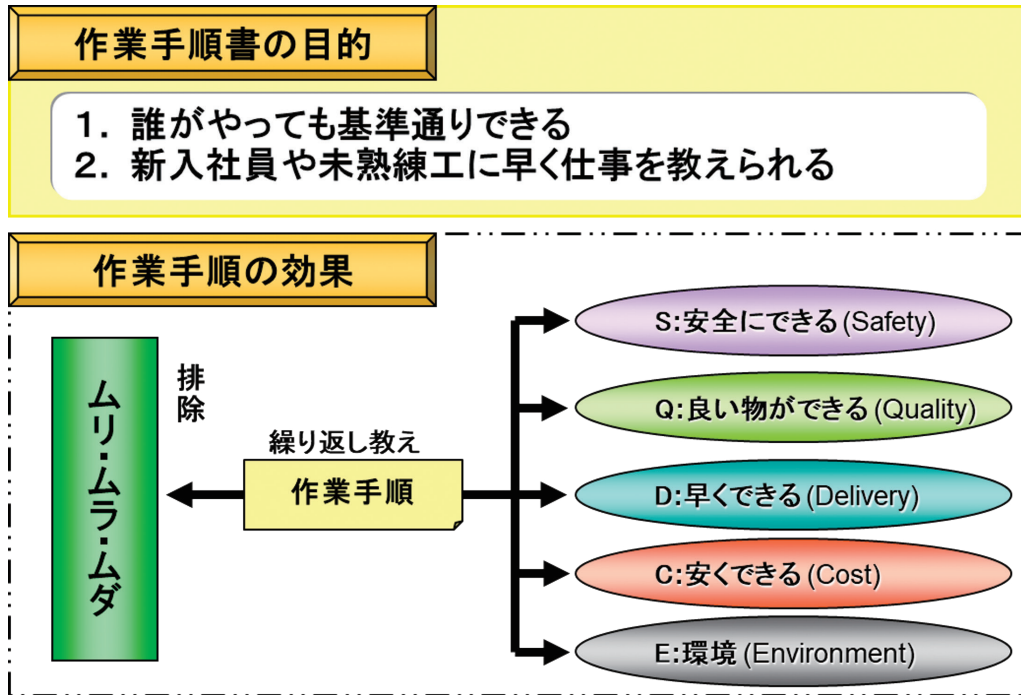 作業手順書の目的
1. 誰がやっても基準通りできる
2. 新入社員や未熟練工に早く仕事を教えられる
作業手順の効果
ムリ・ムラ・ムダ
排除
繰り返し教え
作業手順
S:安全にできる(Safety)
Q:良い物ができる(Quality)
D:早くできる(Delivery)
C:安くできる(Cost)
E:環境(Environment)